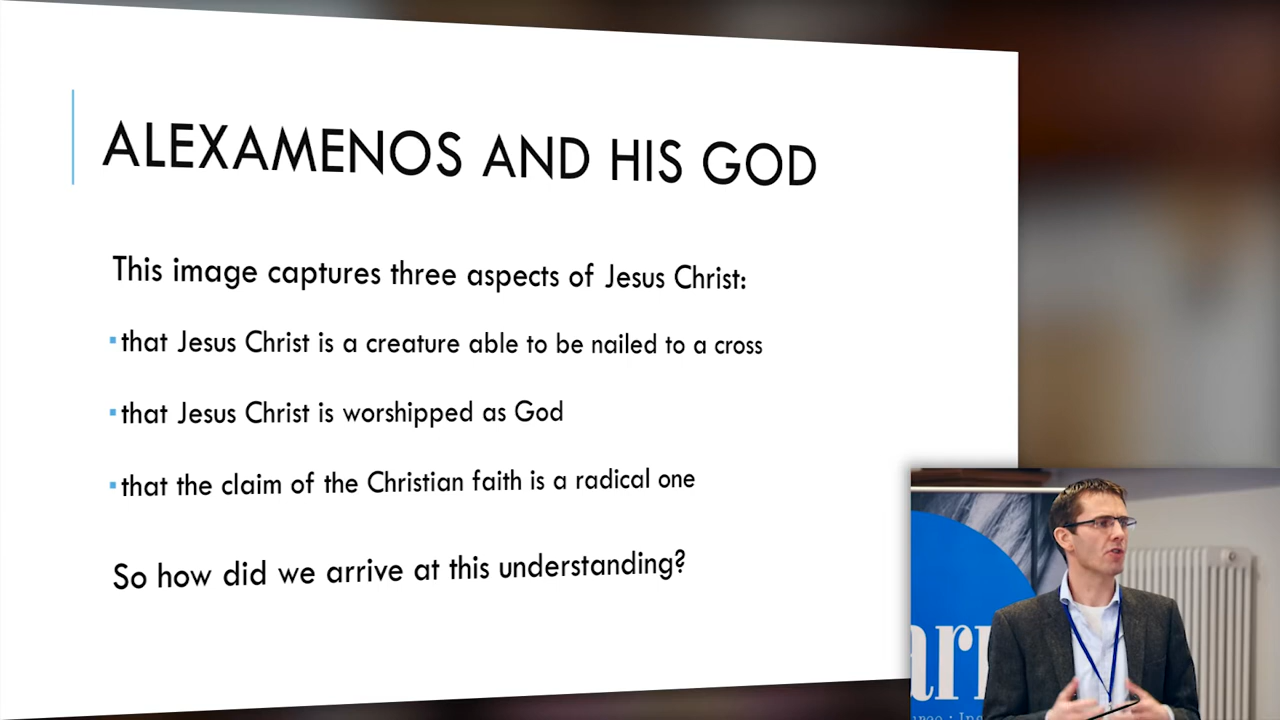 ALEXAMENOS AND HIS GOD
This image captures three aspects of Jesus Christ:
▪that Jesus Christ is a creature able to be nailed to a cross
▪that Jesus Christ is worshipped as God
▪that the claim of the Christian faith is a radical one
So how did we arrive at this understanding?